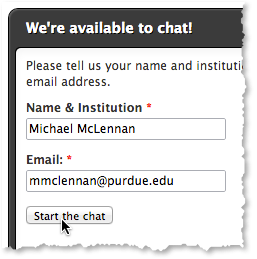 We're available to chat!
Please tell us your name and
email address.
Name & Institution *
Michael McLennan
Email: *
mmclennan@purdue.edu
Start the chat